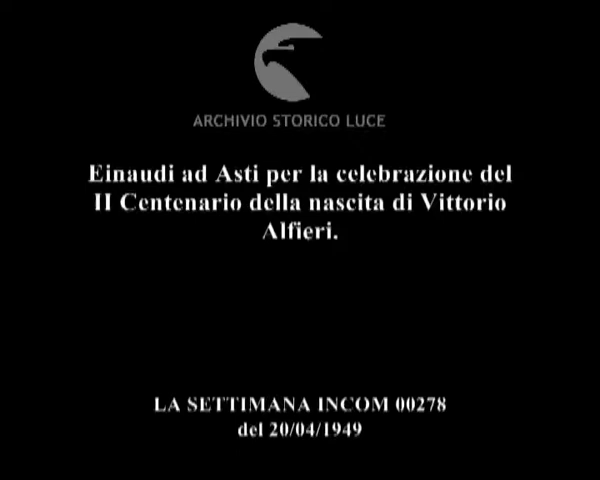 ARCHIVIO STORICO LUCE
Einaudi ad Asti per la celebrazione del
II Centenario della nascita di Vittorio
Alfieri.
LA SETTIMANA INCOM 00278
del 20/04/1949